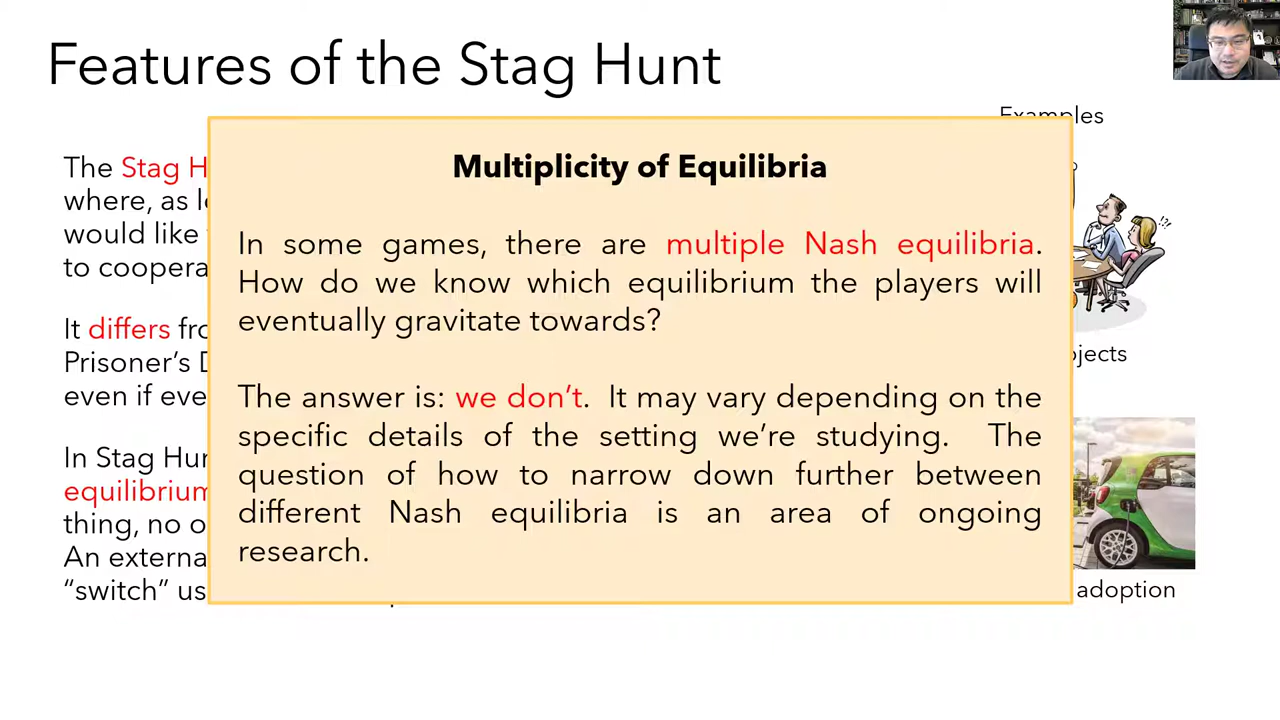 Features of the Stag Hunt
Examples
The Stag H
where, as le
would like
to coopera
It differs fro
Prisoner's D
even if eve
In Stag Hun
equilibrium
thing, no o
An externa
"switch" us
Multiplicity of Equilibria
In some games, there are multiple Nash equilibria.
How do we know which equilibrium the players will
eventually gravitate towards?
The answer is: we don't. It may vary depending on the
specific details of the setting we're studying. The
question of how to narrow down further between
different Nash equilibria is an area of ongoing
research.
!?!
ojects
adoption